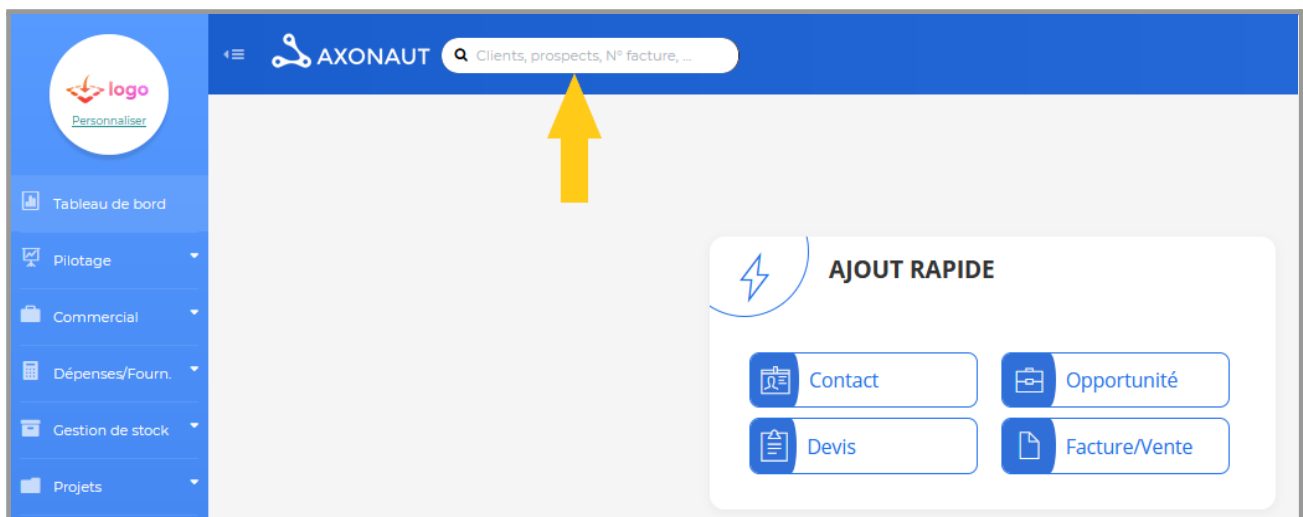 logo
Personnaliser
AXONAUT
Clients, prospects, N° facture, ...
Tableau de bord
Pilotage
Commercial
Dépenses/Fourn.
Gestion de stock
Projets
AJOUT RAPIDE
Contact
Opportunité
Devis
Facture/Vente